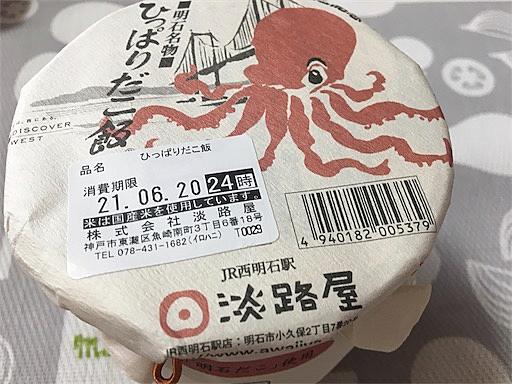 明石名物
ひっぱりだこ飯
DISCOVER
WEST
品名 ひっぱりだこ飯
消費期限
21.06.20 24時
米は国産米を使用しています。
株式会社淡路屋
神戸市東灘区魚崎南町3丁目6番18号
TEL 078-431-1682(イロハニ) T0029
4 940182 005379
JR西明石駅
淡路屋
JR西明石駅店:明石市小久保2丁目7番